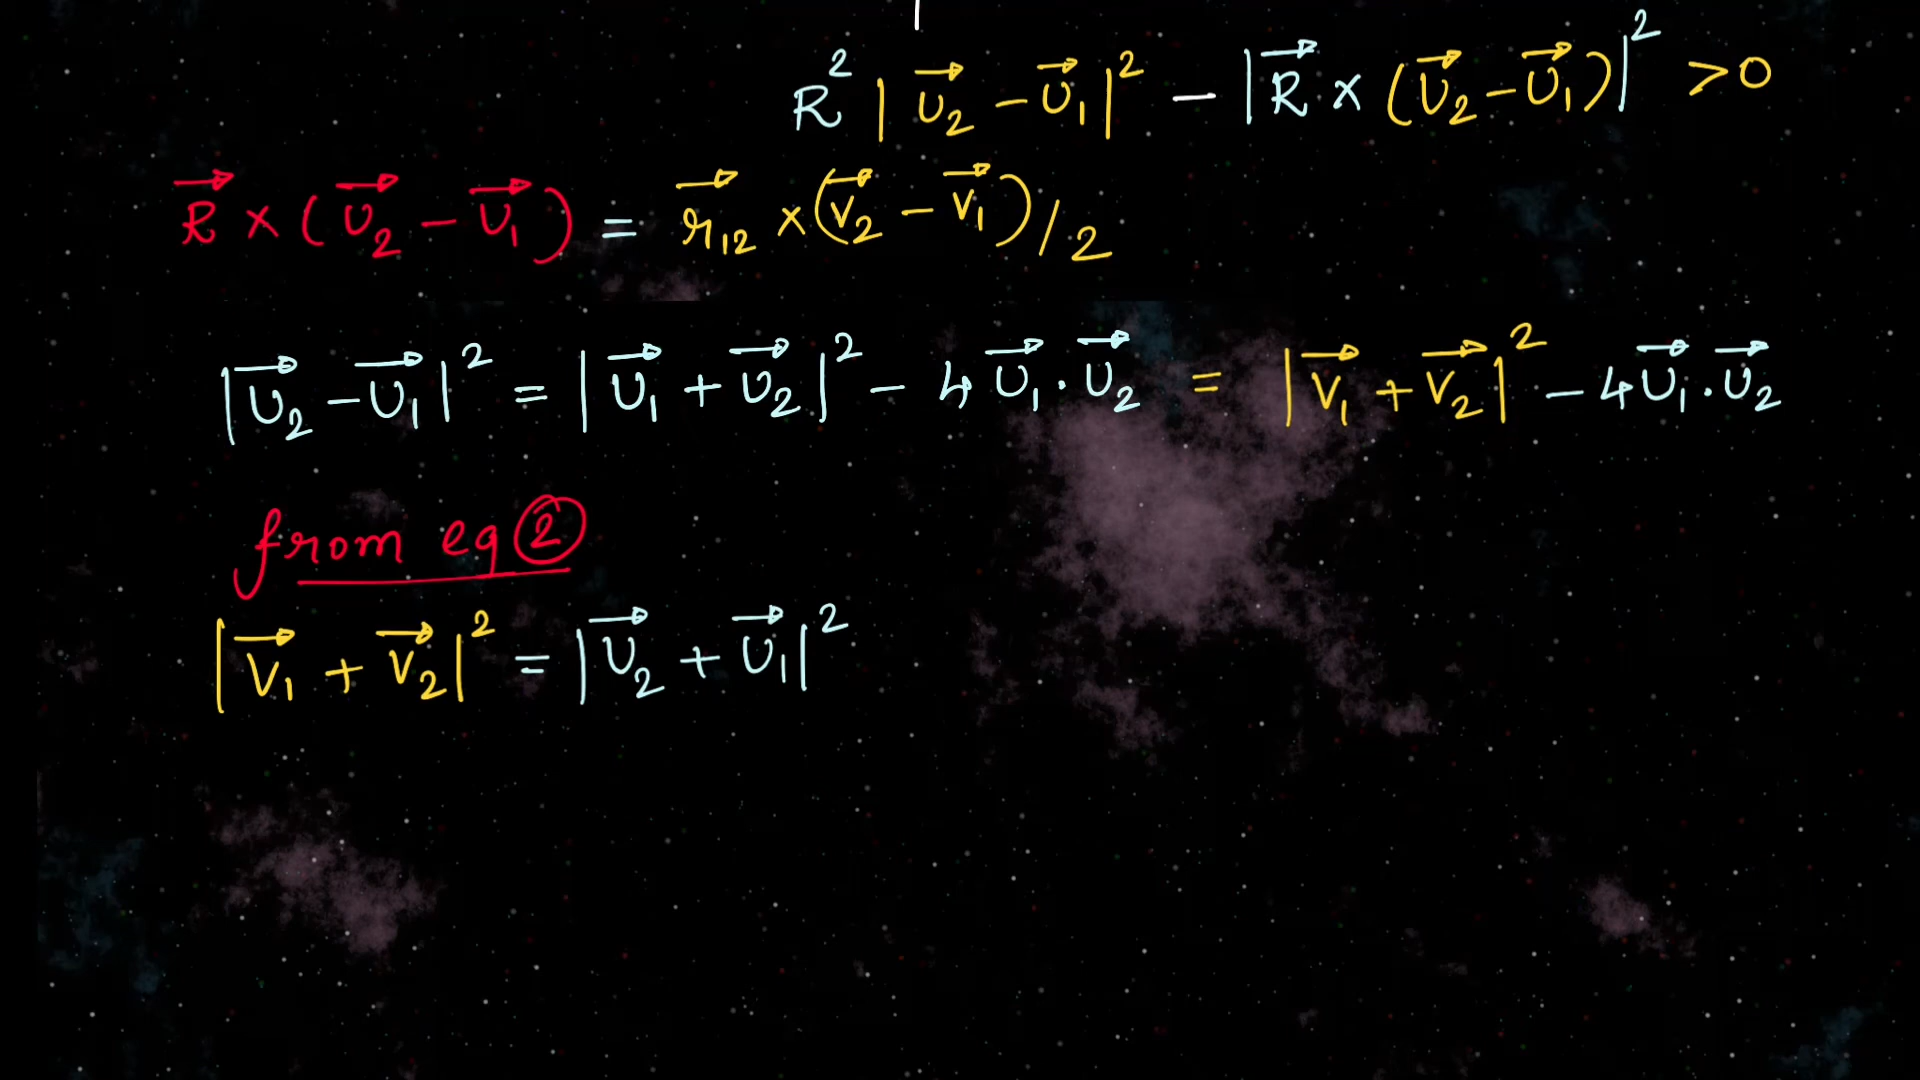 R² |U⃗₂ − U⃗₁|² − |R⃗ × (U⃗₂ − U⃗₁)|² > 0
R⃗ × (U⃗₂ − U⃗₁) = r⃗₁₂ × (V⃗₂ − V⃗₁)/2
|U⃗₂ − U⃗₁|² = |U⃗₁ + U⃗₂|² − 4 U⃗₁ · U⃗₂ = |V⃗₁ + V⃗₂|² − 4U⃗₁ · U⃗₂
from eq ②
|V⃗₁ + V⃗₂|² = |U⃗₂ + U⃗₁|²